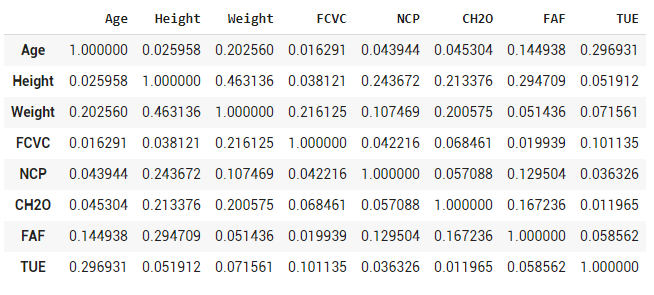 Age Height Weight FCVC NCP CH2O FAF TUE
Age 1.000000 0.025958 0.202560 0.016291 0.043944 0.045304 0.144938 0.296931
Height 0.025958 1.000000 0.463136 0.038121 0.243672 0.213376 0.294709 0.051912
Weight 0.202560 0.463136 1.000000 0.216125 0.107469 0.200575 0.051436 0.071561
FCVC 0.016291 0.038121 0.216125 1.000000 0.042216 0.068461 0.019939 0.101135
NCP 0.043944 0.243672 0.107469 0.042216 1.000000 0.057088 0.129504 0.036326
CH2O 0.045304 0.213376 0.200575 0.068461 0.057088 1.000000 0.167236 0.011965
FAF 0.144938 0.294709 0.051436 0.019939 0.129504 0.167236 1.000000 0.058562
TUE 0.296931 0.051912 0.071561 0.101135 0.036326 0.011965 0.058562 1.000000